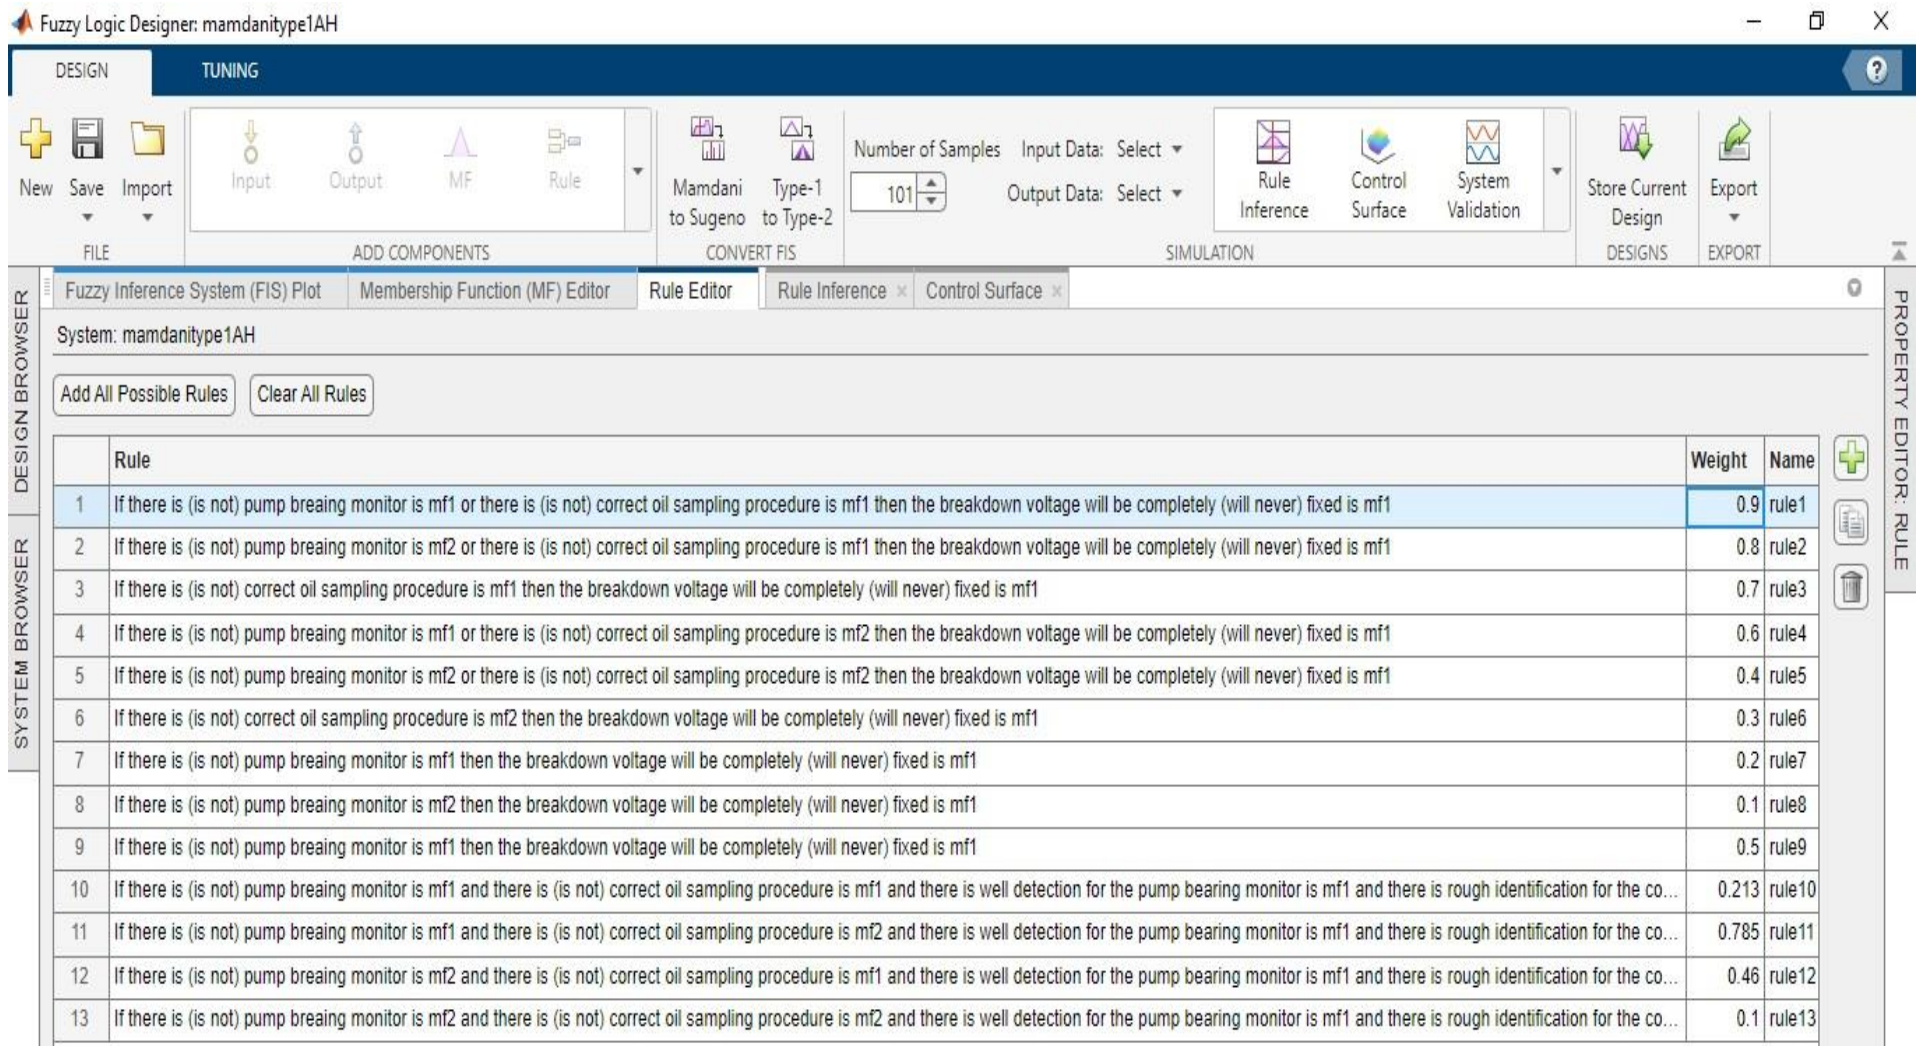 Fuzzy Logic Designer: mamdanitype1AH
DESIGN TUNING
New Save Import
Input Output MF Rule
Mamdani to Sugeno
Type-1 to Type-2
Number of Samples
101
Input Data: Select
Output Data: Select
Rule Inference
Control Surface
System Validation
Store Current Design
Export
FILE ADD COMPONENTS CONVERT FIS SIMULATION DESIGNS EXPORT
DESIGN BROWSER
SYSTEM BROWSER
PROPERTY EDITOR: RULE
Fuzzy Inference System (FIS) Plot Membership Function (MF) Editor Rule Editor Rule Inference × Control Surface ×
System: mamdanitype1AH
Add All Possible Rules Clear All Rules
Rule Weight Name
1 If there is (is not) pump breaing monitor is mf1 or there is (is not) correct oil sampling procedure is mf1 then the breakdown voltage will be completely (will never) fixed is mf1 0.9 rule1
2 If there is (is not) pump breaing monitor is mf2 or there is (is not) correct oil sampling procedure is mf1 then the breakdown voltage will be completely (will never) fixed is mf1 0.8 rule2
3 If there is (is not) correct oil sampling procedure is mf1 then the breakdown voltage will be completely (will never) fixed is mf1 0.7 rule3
4 If there is (is not) pump breaing monitor is mf1 or there is (is not) correct oil sampling procedure is mf2 then the breakdown voltage will be completely (will never) fixed is mf1 0.6 rule4
5 If there is (is not) pump breaing monitor is mf2 or there is (is not) correct oil sampling procedure is mf2 then the breakdown voltage will be completely (will never) fixed is mf1 0.4 rule5
6 If there is (is not) correct oil sampling procedure is mf2 then the breakdown voltage will be completely (will never) fixed is mf1 0.3 rule6
7 If there is (is not) pump breaing monitor is mf1 then the breakdown voltage will be completely (will never) fixed is mf1 0.2 rule7
8 If there is (is not) pump breaing monitor is mf2 then the breakdown voltage will be completely (will never) fixed is mf1 0.1 rule8
9 If there is (is not) pump breaing monitor is mf1 then the breakdown voltage will be completely (will never) fixed is mf1 0.5 rule9
10 If there is (is not) pump breaing monitor is mf1 and there is (is not) correct oil sampling procedure is mf1 and there is well detection for the pump bearing monitor is mf1 and there is rough identification for the co... 0.213 rule10
11 If there is (is not) pump breaing monitor is mf1 and there is (is not) correct oil sampling procedure is mf2 and there is well detection for the pump bearing monitor is mf1 and there is rough identification for the co... 0.785 rule11
12 If there is (is not) pump breaing monitor is mf2 and there is (is not) correct oil sampling procedure is mf1 and there is well detection for the pump bearing monitor is mf1 and there is rough identification for the co... 0.46 rule12
13 If there is (is not) pump breaing monitor is mf2 and there is (is not) correct oil sampling procedure is mf2 and there is well detection for the pump bearing monitor is mf1 and there is rough identification for the co... 0.1 rule13